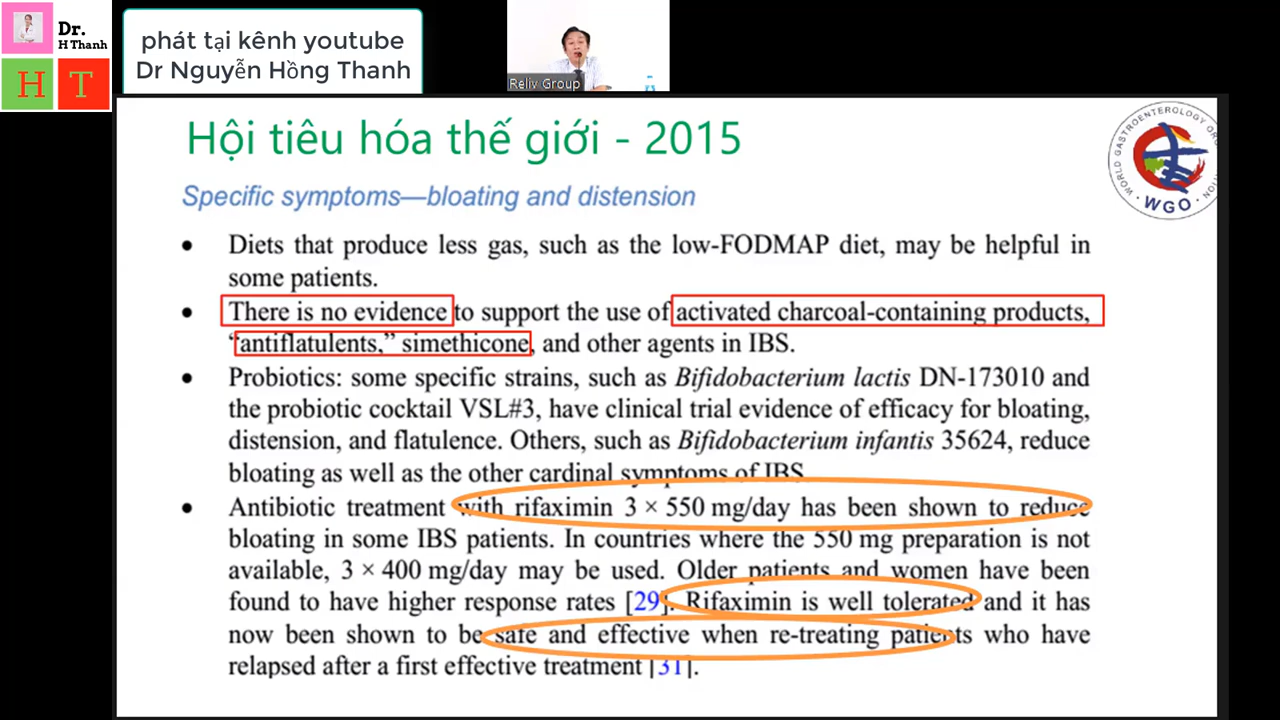 Dr.
H Thanh
H T
phát tại kênh youtube
Dr Nguyễn Hồng Thanh
Reliv Group
Hội tiêu hóa thế giới - 2015
WORLD GASTROENTEROLOGY
WGO
Specific symptoms—bloating and distension
• Diets that produce less gas, such as the low-FODMAP diet, may be helpful in
some patients.
• There is no evidence to support the use of activated charcoal-containing products,
“antiflatulents,” simethicone, and other agents in IBS.
• Probiotics: some specific strains, such as Bifidobacterium lactis DN-173010 and
the probiotic cocktail VSL#3, have clinical trial evidence of efficacy for bloating,
distension, and flatulence. Others, such as Bifidobacterium infantis 35624, reduce
bloating as well as the other cardinal symptoms of IBS.
• Antibiotic treatment with rifaximin 3 × 550 mg/day has been shown to reduce
bloating in some IBS patients. In countries where the 550 mg preparation is not
available, 3 × 400 mg/day may be used. Older patients and women have been
found to have higher response rates [29]. Rifaximin is well tolerated and it has
now been shown to be safe and effective when re-treating patients who have
relapsed after a first effective treatment [31].